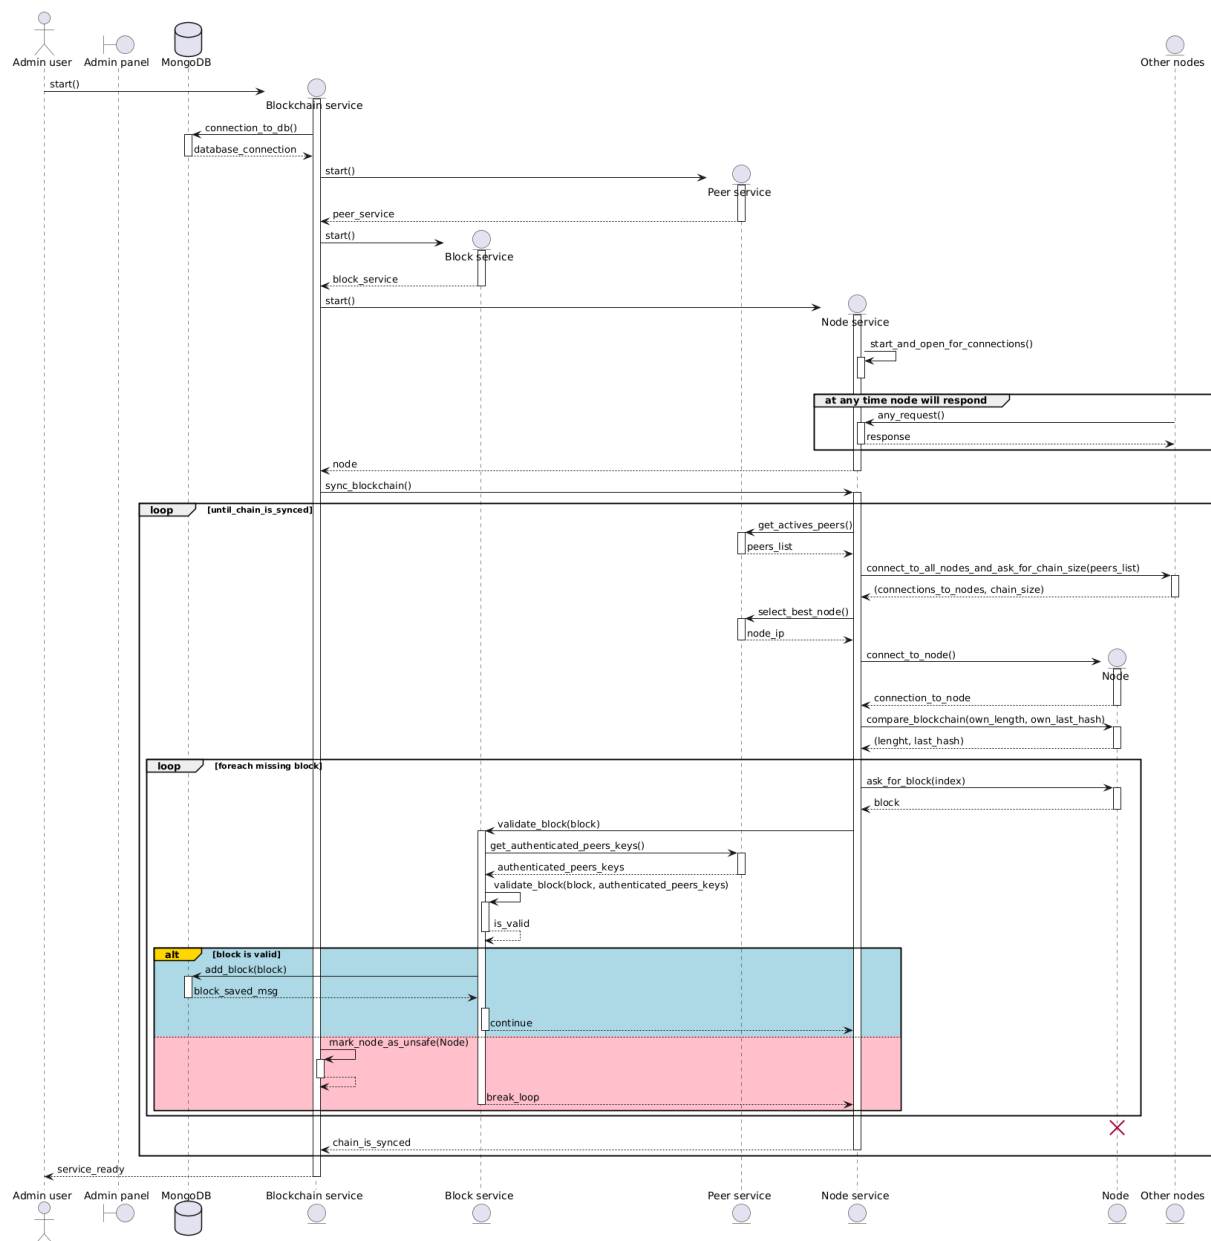 Admin user
Admin panel
MongoDB
Other nodes
start()
Blockchain service
connection_to_db()
database_connection
start()
Peer service
peer_service
start()
Block service
block_service
start()
Node service
start_and_open_for_connections()
at any time node will respond
any_request()
response
node
sync_blockchain()
loop [until_chain_is_synced]
get_actives_peers()
peers_list
connect_to_all_nodes_and_ask_for_chain_size(peers_list)
(connections_to_nodes, chain_size)
select_best_node()
node_ip
connect_to_node()
Node
connection_to_node
compare_blockchain(own_length, own_last_hash)
(lenght, last_hash)
loop [foreach missing block]
ask_for_block(index)
block
validate_block(block)
get_authenticated_peers_keys()
authenticated_peers_keys
validate_block(block, authenticated_peers_keys)
is_valid
alt [block is valid]
add_block(block)
block_saved_msg
continue
mark_node_as_unsafe(Node)
break_loop
chain_is_synced
service_ready
Admin user
Admin panel
MongoDB
Blockchain service
Block service
Peer service
Node service
Node
Other nodes